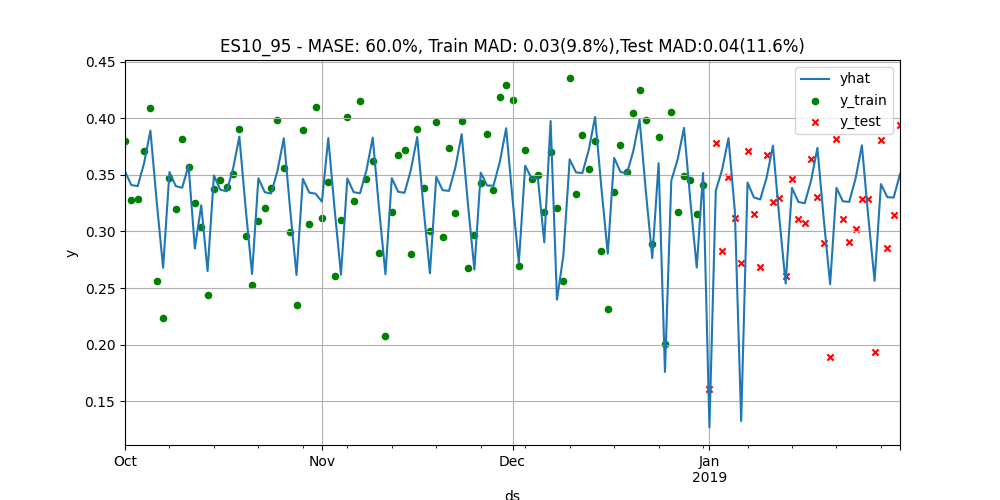 ES10_95 - MASE: 60.0%, Train MAD: 0.03(9.8%),Test MAD:0.04(11.6%)
yhat
y_train
y_test
0.45
0.40
0.35
0.30
0.25
0.20
0.15
y
Oct
Nov
Dec
Jan
2019
ds